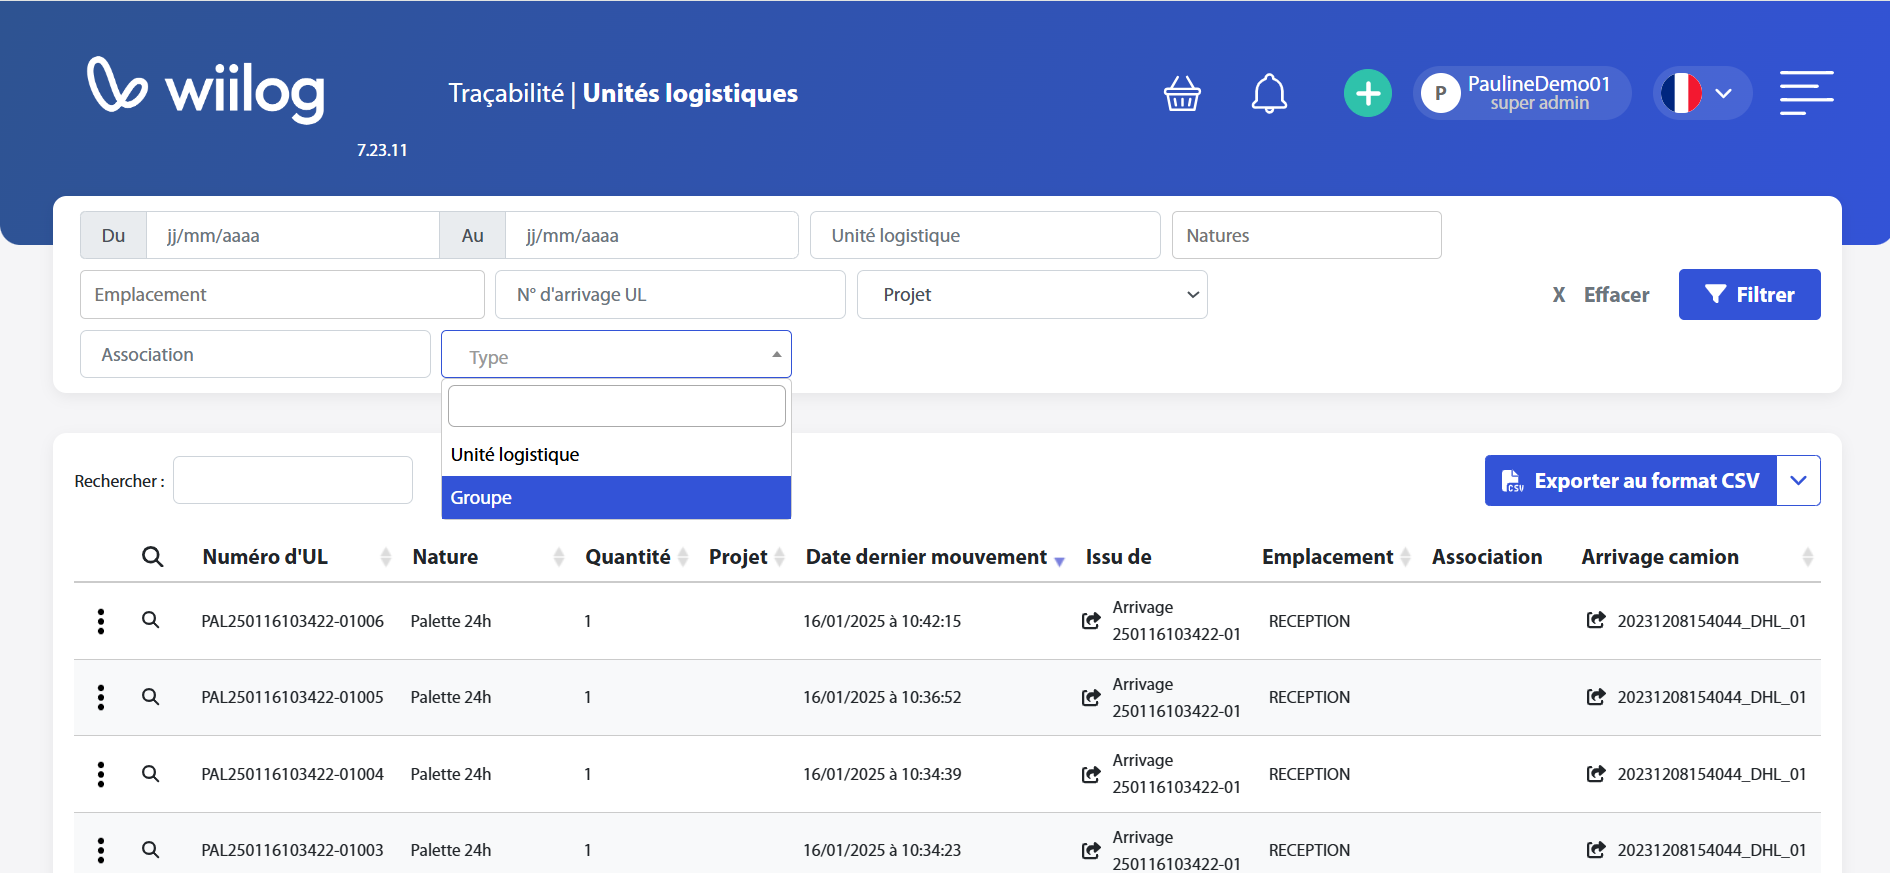 wiilog
7.23.11
Traçabilité | Unités logistiques
P
PaulineDemo01
super admin
Du
jj/mm/aaaa
Au
jj/mm/aaaa
Unité logistique
Natures
Emplacement
N° d'arrivage UL
Projet
X Effacer
Filtrer
Association
Type
Unité logistique
Groupe
Rechercher :
CSV
Exporter au format CSV
Numéro d'UL Nature Quantité Projet Date dernier mouvement Issu de Emplacement Association Arrivage camion
PAL250116103422-01006 Palette 24h 1 16/01/2025 à 10:42:15 Arrivage 250116103422-01 RECEPTION 20231208154044_DHL_01
PAL250116103422-01005 Palette 24h 1 16/01/2025 à 10:36:52 Arrivage 250116103422-01 RECEPTION 20231208154044_DHL_01
PAL250116103422-01004 Palette 24h 1 16/01/2025 à 10:34:39 Arrivage 250116103422-01 RECEPTION 20231208154044_DHL_01
PAL250116103422-01003 Palette 24h 1 16/01/2025 à 10:34:23 Arrivage 250116103422-01 RECEPTION 20231208154044_DHL_01